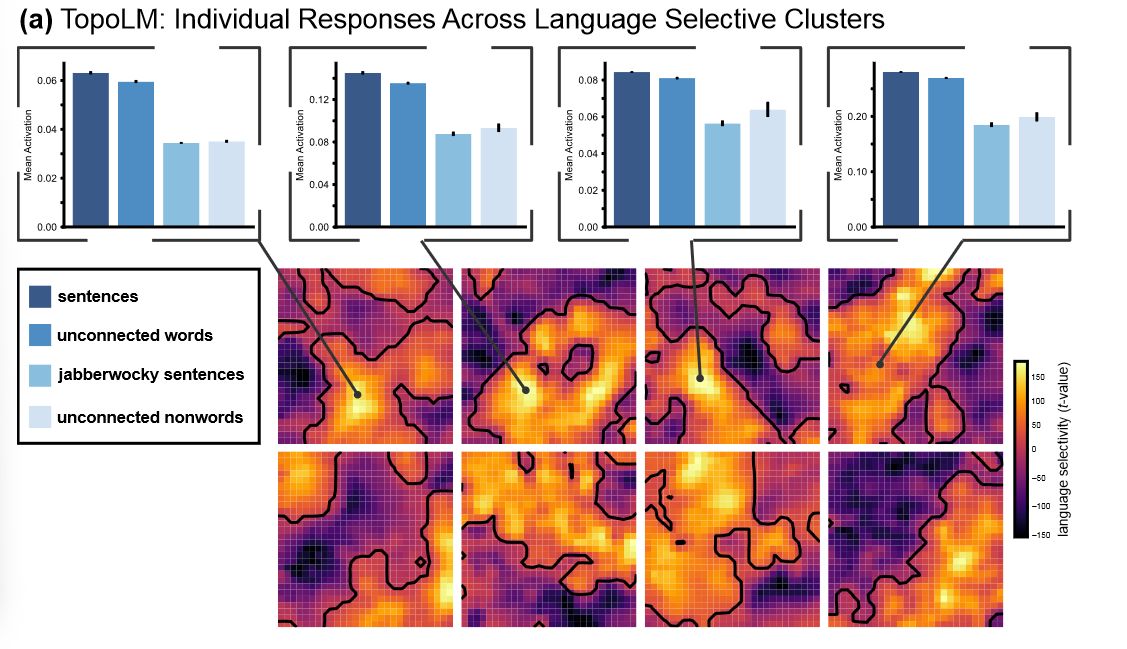 (a) TopoLM: Individual Responses Across Language Selective Clusters
Mean Activation
0.06
0.04
0.02
0.00
Mean Activation
0.12
0.08
0.04
0.00
Mean Activation
0.08
0.06
0.04
0.02
0.00
Mean Activation
0.20
0.10
0.00
sentences
unconnected words
jabberwocky sentences
unconnected nonwords
150
100
50
0
−50
−100
−150
language selectivity (t-value)